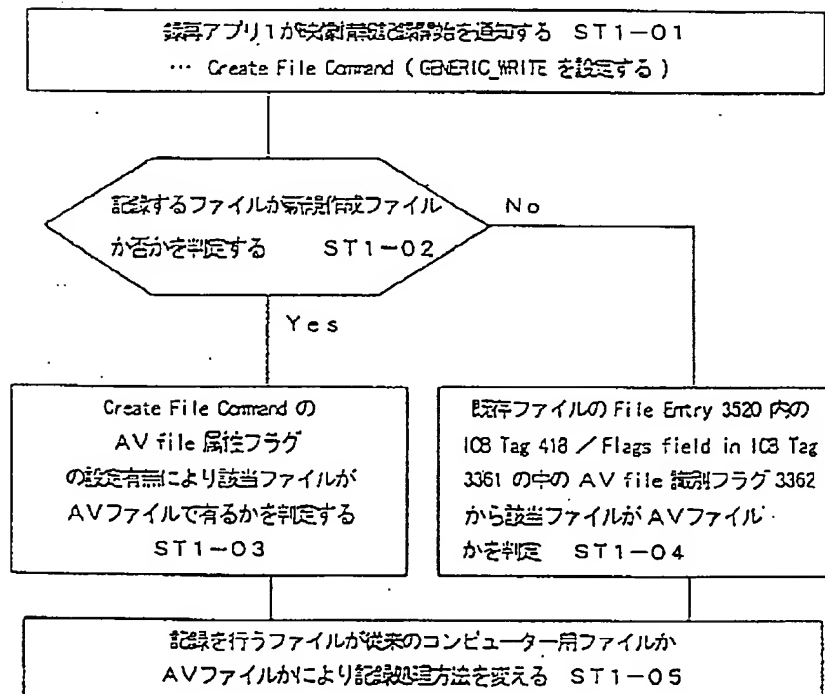 録再アプリ1が映像情報記録開始を通知する ST1-01
… Create File Command (GENERIC_WRITE を設定する)
記録するファイルが新規作成ファイル
か否かを判定する ST1-02
No
Yes
Create File Command の
AV file 属性フラグ
の設定有無により該当ファイルが
AVファイルで有るかを判定する
ST1-03
既存ファイルの File Entry 3520 内の
ICB Tag 418 / Flags field in ICB Tag
3361 の中の AV file 識別フラグ 3362
から該当ファイルが AVファイル
かを判定 ST1-04
記録を行うファイルが従来のコンピューター用ファイルか
AVファイルかにより記録処理方法を変える ST1-05